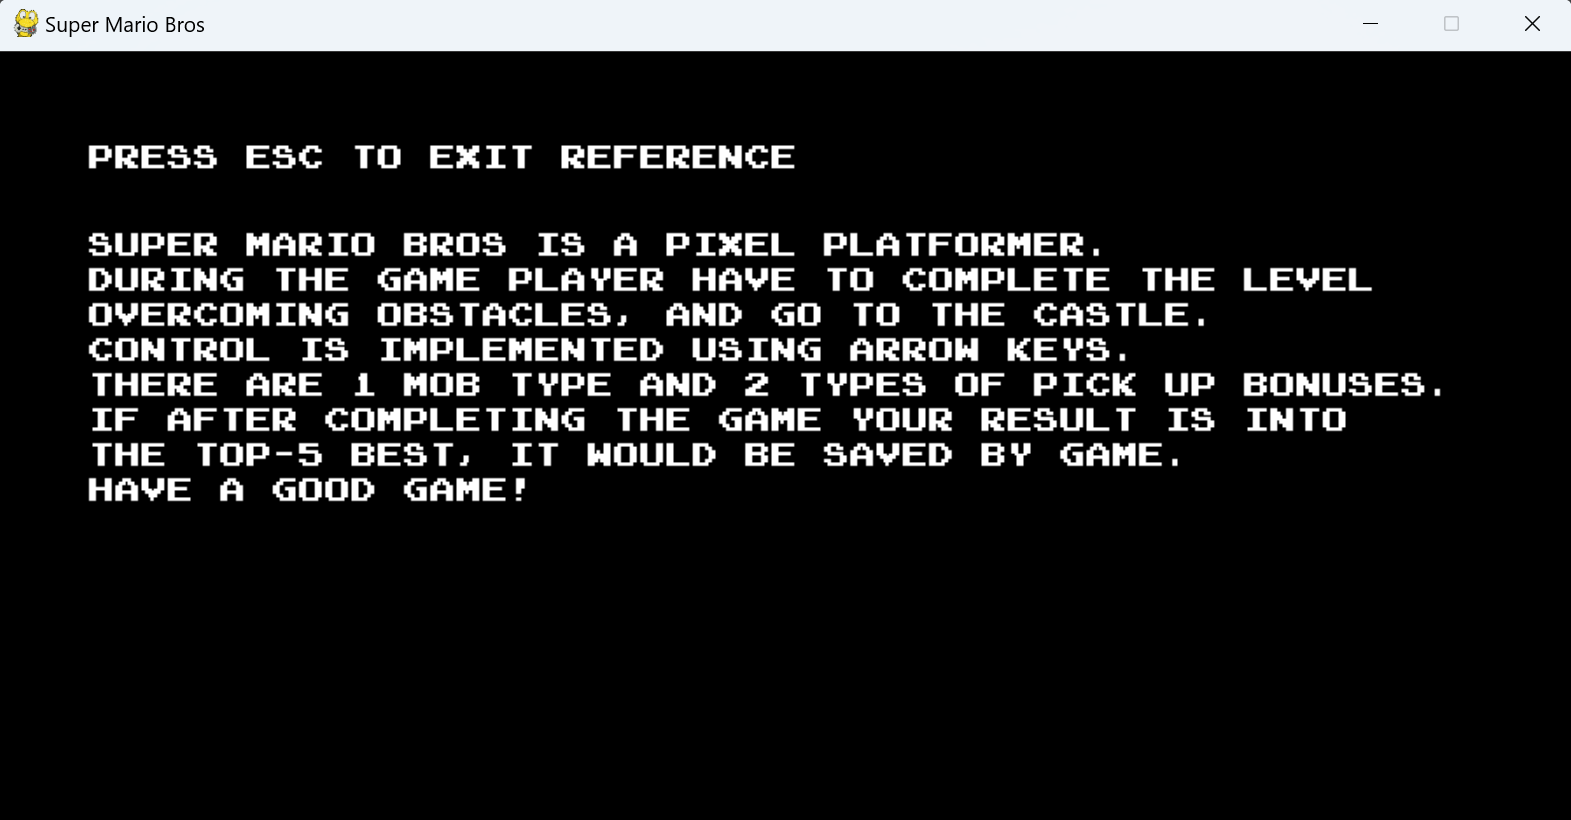 Super Mario Bros
PRESS ESC TO EXIT REFERENCE
SUPER MARIO BROS IS A PIXEL PLATFORMER.
DURING THE GAME PLAYER HAVE TO COMPLETE THE LEVEL
OVERCOMING OBSTACLES, AND GO TO THE CASTLE.
CONTROL IS IMPLEMENTED USING ARROW KEYS.
THERE ARE 1 MOB TYPE AND 2 TYPES OF PICK UP BONUSES.
IF AFTER COMPLETING THE GAME YOUR RESULT IS INTO
THE TOP-5 BEST, IT WOULD BE SAVED BY GAME.
HAVE A GOOD GAME!